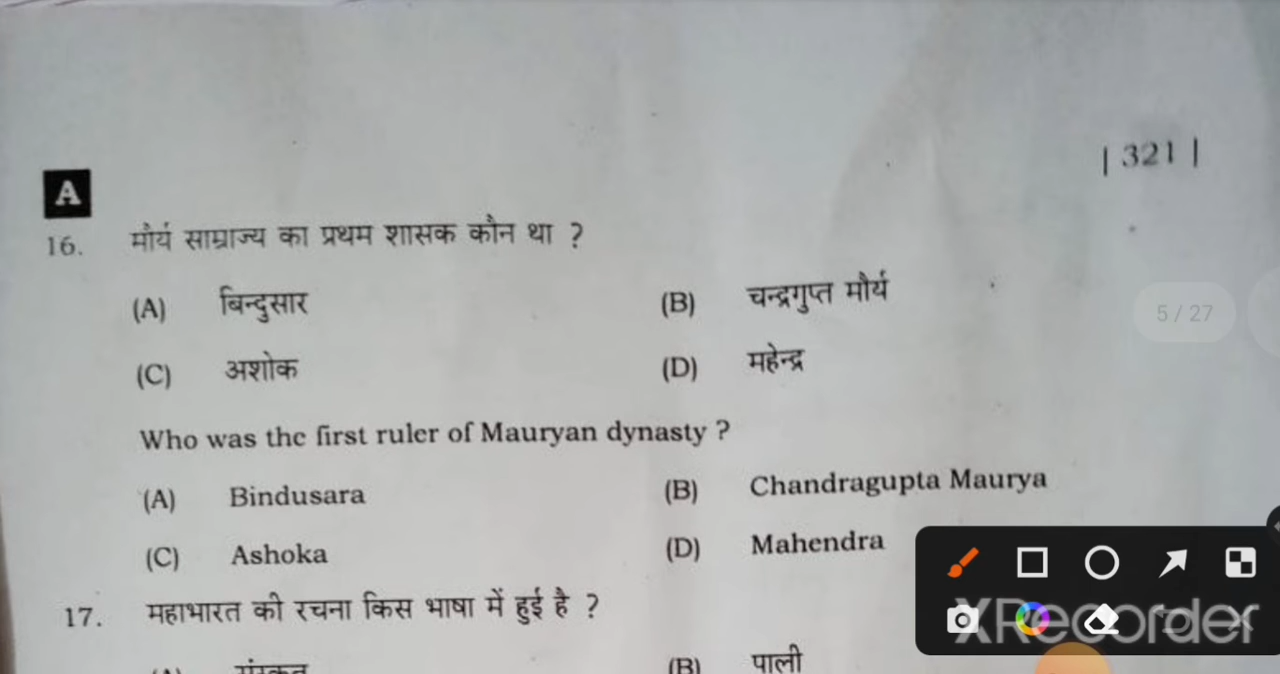 | 321 |
A
16. मौर्य साम्राज्य का प्रथम शासक कौन था ?
(A) बिन्दुसार (B) चन्द्रगुप्त मौर्य
(C) अशोक (D) महेन्द्र
Who was the first ruler of Mauryan dynasty ?
(A) Bindusara (B) Chandragupta Maurya
(C) Ashoka (D) Mahendra
17. महाभारत की रचना किस भाषा में हुई है ?
(B) पाली
5 / 27
XRecorder